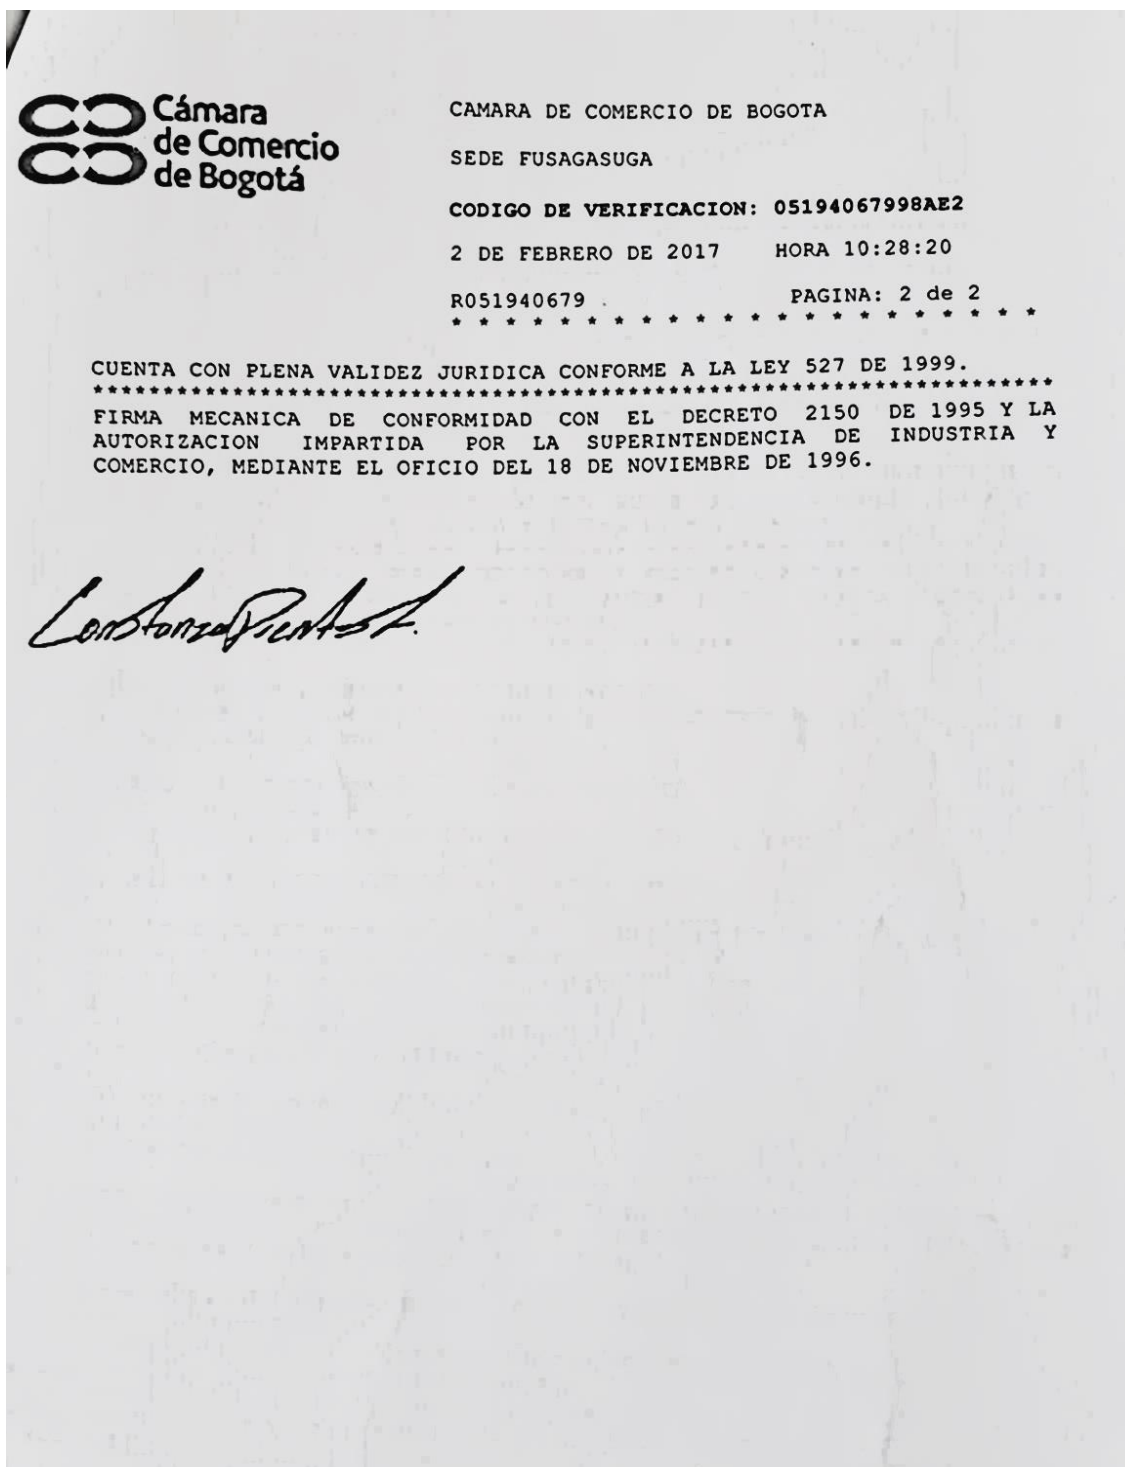 Cámara
de Comercio
de Bogotá
CAMARA DE COMERCIO DE BOGOTA
SEDE FUSAGASUGA
CODIGO DE VERIFICACION: 05194067998AE2
2 DE FEBRERO DE 2017 HORA 10:28:20
R051940679 PAGINA: 2 de 2
* * * * * * * * * * * * * * * * * * * * * *
CUENTA CON PLENA VALIDEZ JURIDICA CONFORME A LA LEY 527 DE 1999.
**********************************************************************
FIRMA MECANICA DE CONFORMIDAD CON EL DECRETO 2150 DE 1995 Y LA
AUTORIZACION IMPARTIDA POR LA SUPERINTENDENCIA DE INDUSTRIA Y
COMERCIO, MEDIANTE EL OFICIO DEL 18 DE NOVIEMBRE DE 1996.
Constanza